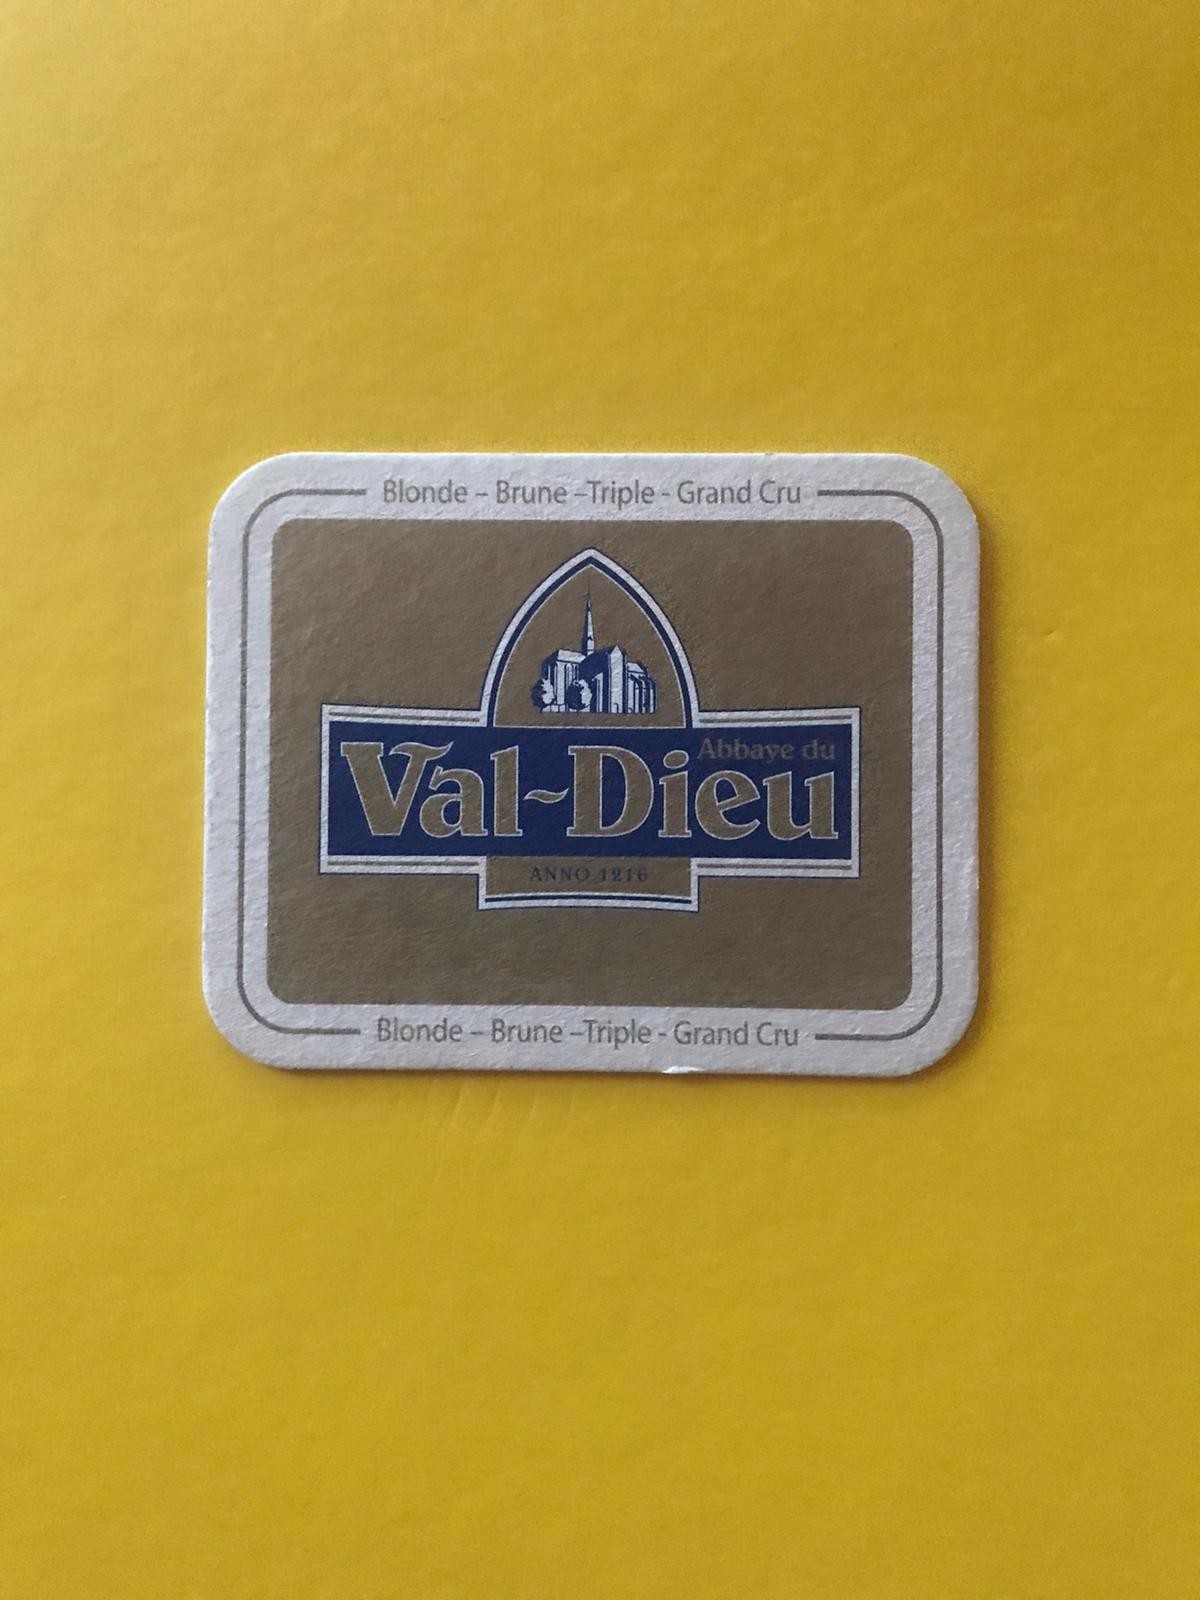 Blonde – Brune –Triple - Grand Cru
Abbaye du
Val-Dieu
ANNO 1216
Blonde – Brune –Triple - Grand Cru